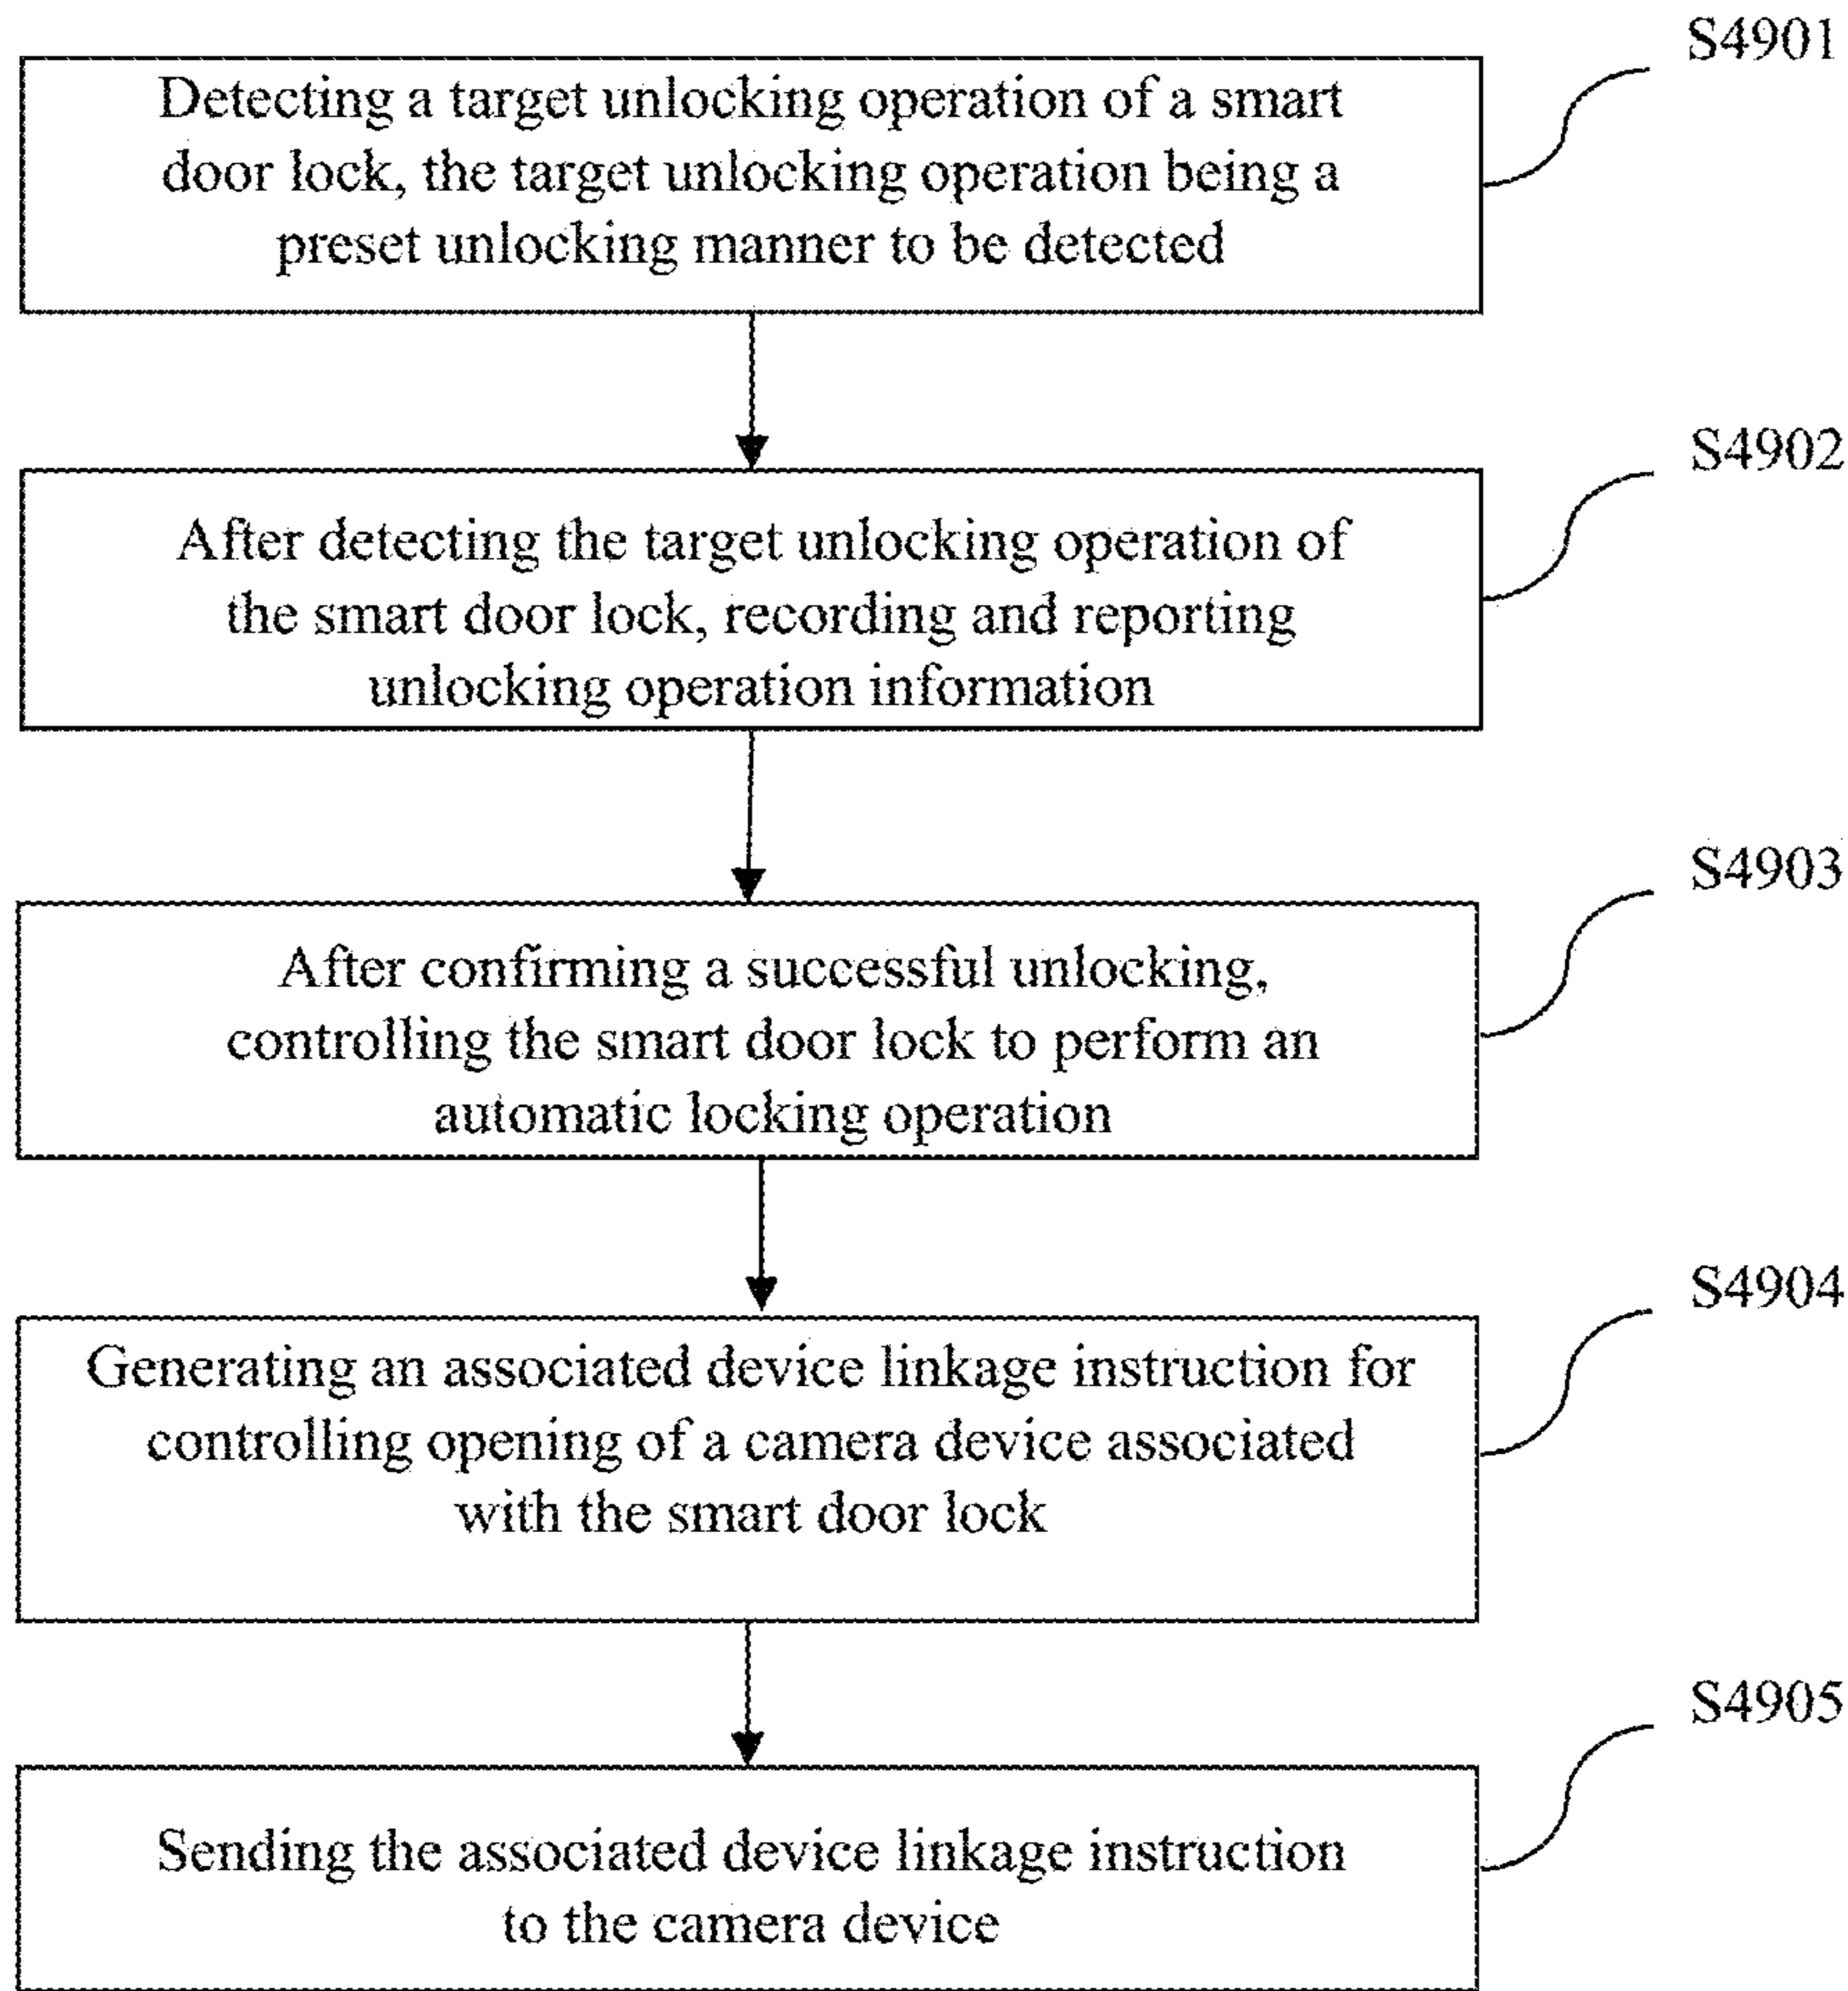 S4901
Detecting a target unlocking operation of a smart
door lock, the target unlocking operation being a
preset unlocking manner to be detected
S4902
After detecting the target unlocking operation of
the smart door lock, recording and reporting
unlocking operation information
S4903
After confirming a successful unlocking,
controlling the smart door lock to perform an
automatic locking operation
S4904
Generating an associated device linkage instruction for
controlling opening of a camera device associated
with the smart door lock
S4905
Sending the associated device linkage instruction
to the camera device